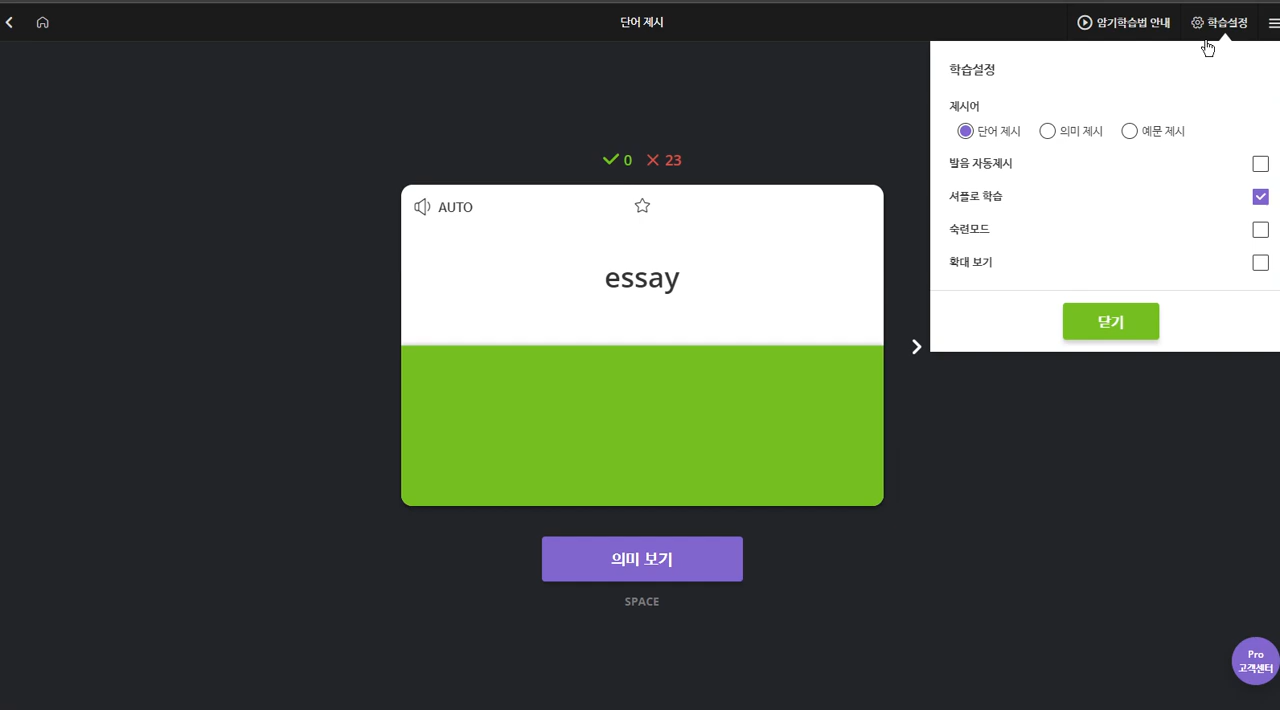 단어 제시
암기학습법 안내
학습설정
학습설정
제시어
단어 제시 의미 제시 예문 제시
발음 자동제시
셔플로 학습
숙련모드
확대 보기
닫기
0 23
AUTO
essay
의미 보기
SPACE
Pro
고객센터